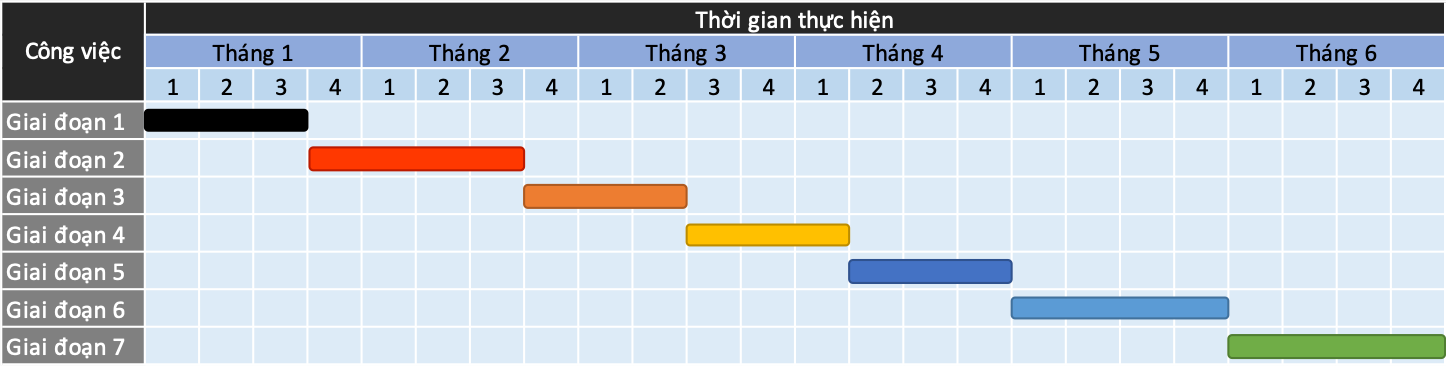 Thời gian thực hiện
Công việc
Tháng 1 Tháng 2 Tháng 3 Tháng 4 Tháng 5 Tháng 6
1 2 3 4 1 2 3 4 1 2 3 4 1 2 3 4 1 2 3 4 1 2 3 4
Giai đoạn 1
Giai đoạn 2
Giai đoạn 3
Giai đoạn 4
Giai đoạn 5
Giai đoạn 6
Giai đoạn 7